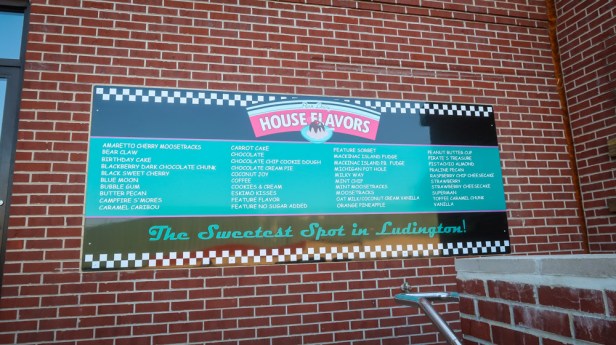 HOUSE FLAVORS
AMARETTO CHERRY MOOSETRACKS
BEAR CLAW
BIRTHDAY CAKE
BLACKBERRY DARK CHOCOLATE CHUNK
BLACK SWEET CHERRY
BLUE MOON
BUBBLE GUM
BUTTER PECAN
CAMPFIRE S'MORES
CARAMEL CARIBOU
CARROT CAKE
CHOCOLATE
CHOCOLATE CHIP COOKIE DOUGH
CHOCOLATE CREAM PIE
COCONUT JOY
COFFEE
COOKIES & CREAM
ESKIMO KISSES
FEATURE FLAVOR
FEATURE NO SUGAR ADDED
FEATURE SORBET
MACKINAC ISLAND FUDGE
MACKINAC ISLAND P.B. FUDGE
MICHIGAN POT HOLE
MILKY WAY
MINT CHIP
MINT MOOSETRACKS
MOOSETRACKS
OAT MILK/COCONUT CREAM VANILLA
ORANGE PINEAPPLE
PEANUT BUTTER CUP
PIRATE'S TREASURE
PISTACHIO ALMOND
PRALINE PECAN
RASPBERRY CHIP CHEESECAKE
STRAWBERRY
STRAWBERRY CHEESECAKE
SUPERMAN
TOFFEE CARAMEL CHUNK
VANILLA
The Sweetest Spot in Ludington!